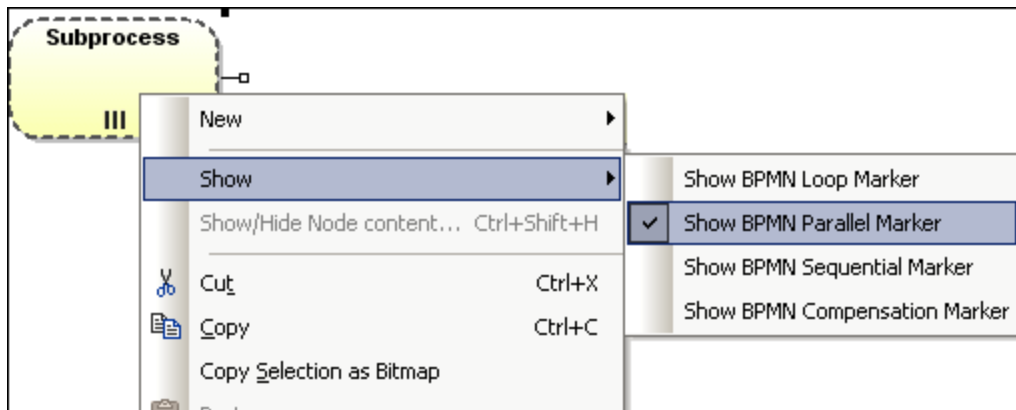 Subprocess
New
Show
Show BPMN Loop Marker
Show/Hide Node content... Ctrl+Shift+H
Show BPMN Parallel Marker
Show BPMN Sequential Marker
Cut Ctrl+X
Show BPMN Compensation Marker
Copy Ctrl+C
Copy Selection as Bitmap